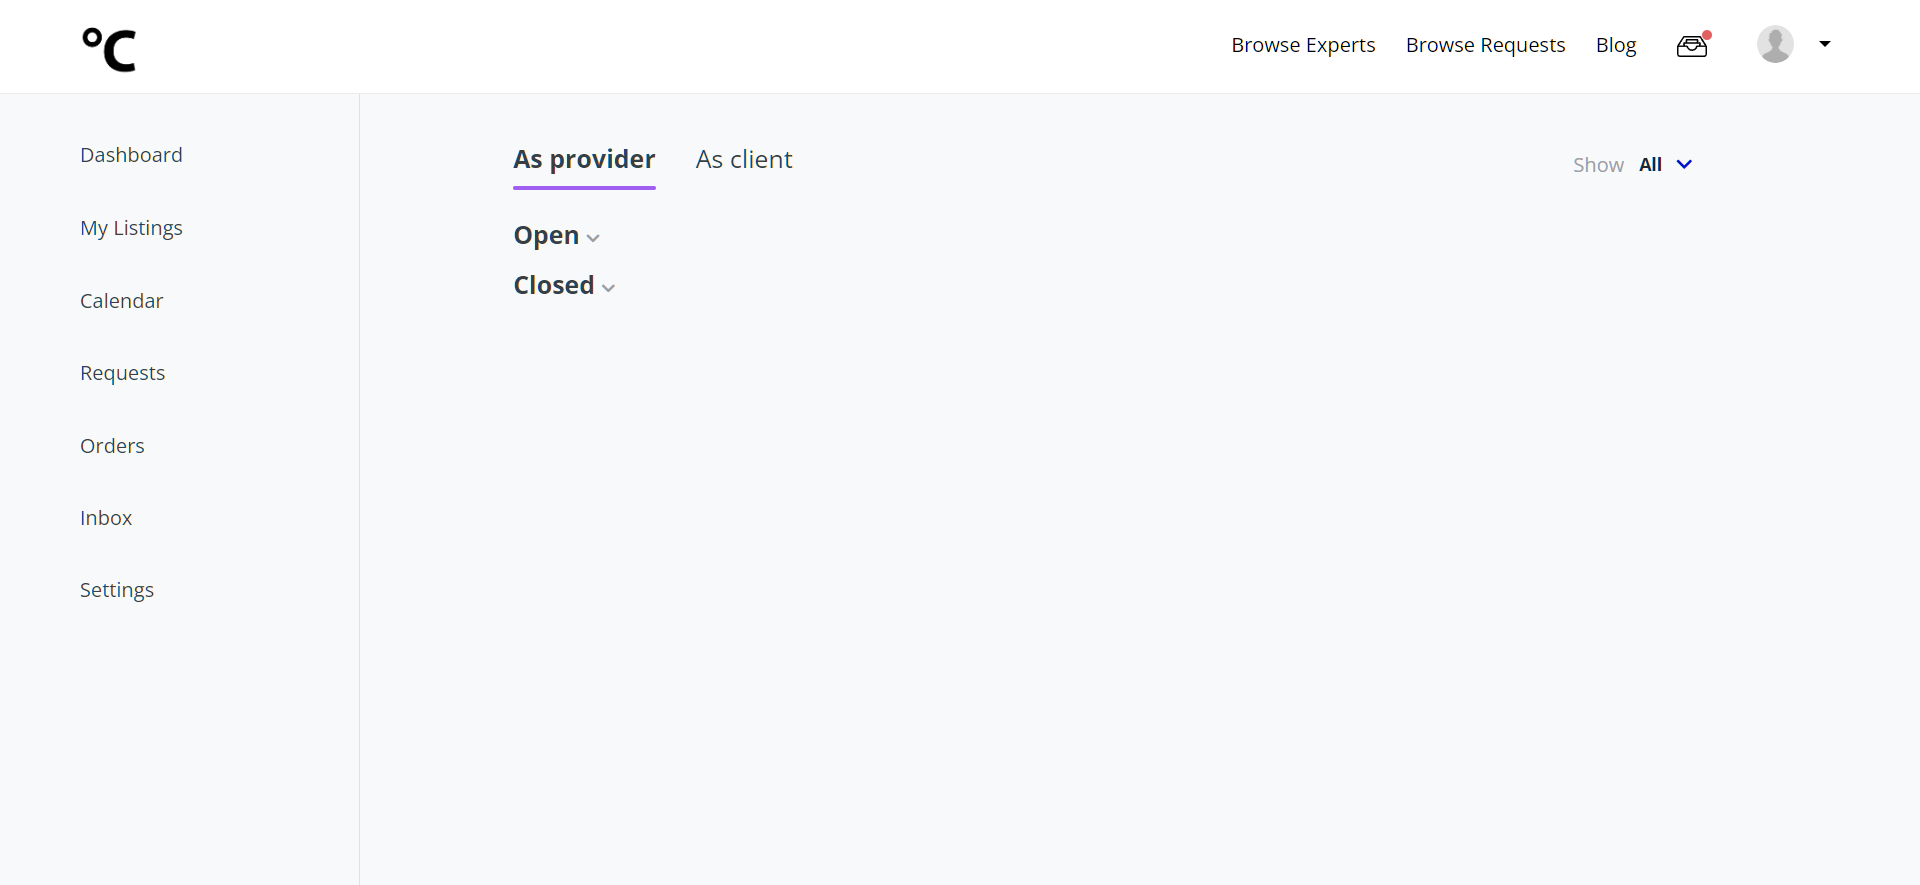 °C
Browse Experts
Browse Requests
Blog
Dashboard
My Listings
Calendar
Requests
Orders
Inbox
Settings
As provider
As client
Show All
Open
Closed